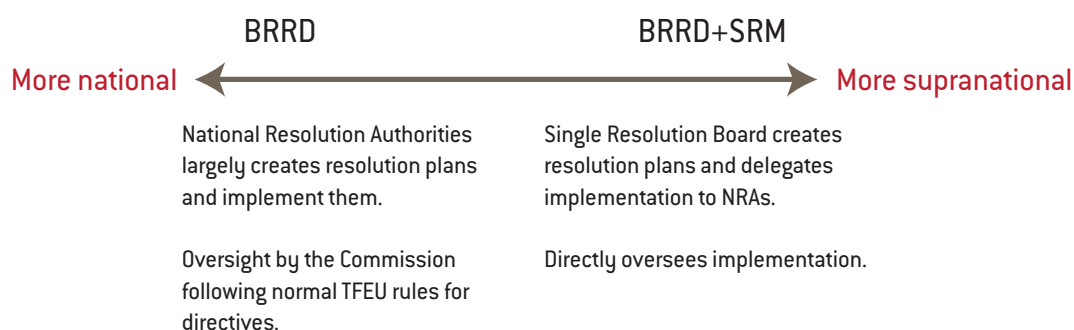 BRRD
BRRD+SRM
More national
More supranational
National Resolution Authorities
largely creates resolution plans
and implement them.
Oversight by the Commission
following normal TFEU rules for
directives.
Single Resolution Board creates
resolution plans and delegates
implementation to NRAs.
Directly oversees implementation.